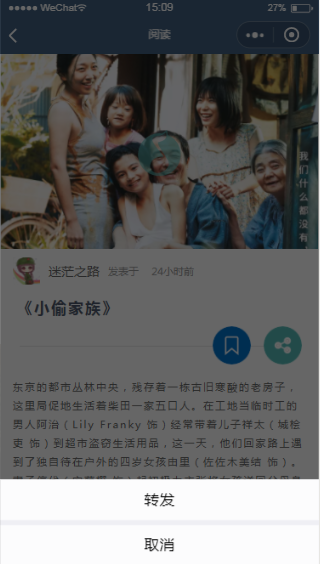 WeChat
15:09
27%
阅读
我们什么都没有
迷茫之路 发表于 24小时前
《小偷家族》
东京的都市丛林中央，残存着一栋古旧寒酸的老房子，
这里局促地生活着柴田一家五口人。在工地当临时工的
男人阿治（Lily Franky 饰）经常带着儿子祥太（城桧
吏 饰）到超市盗窃生活用品，这一天，他们回家路上遇
到了独自待在户外的四岁女孩由里（佐佐木美结 饰）。
转发
取消